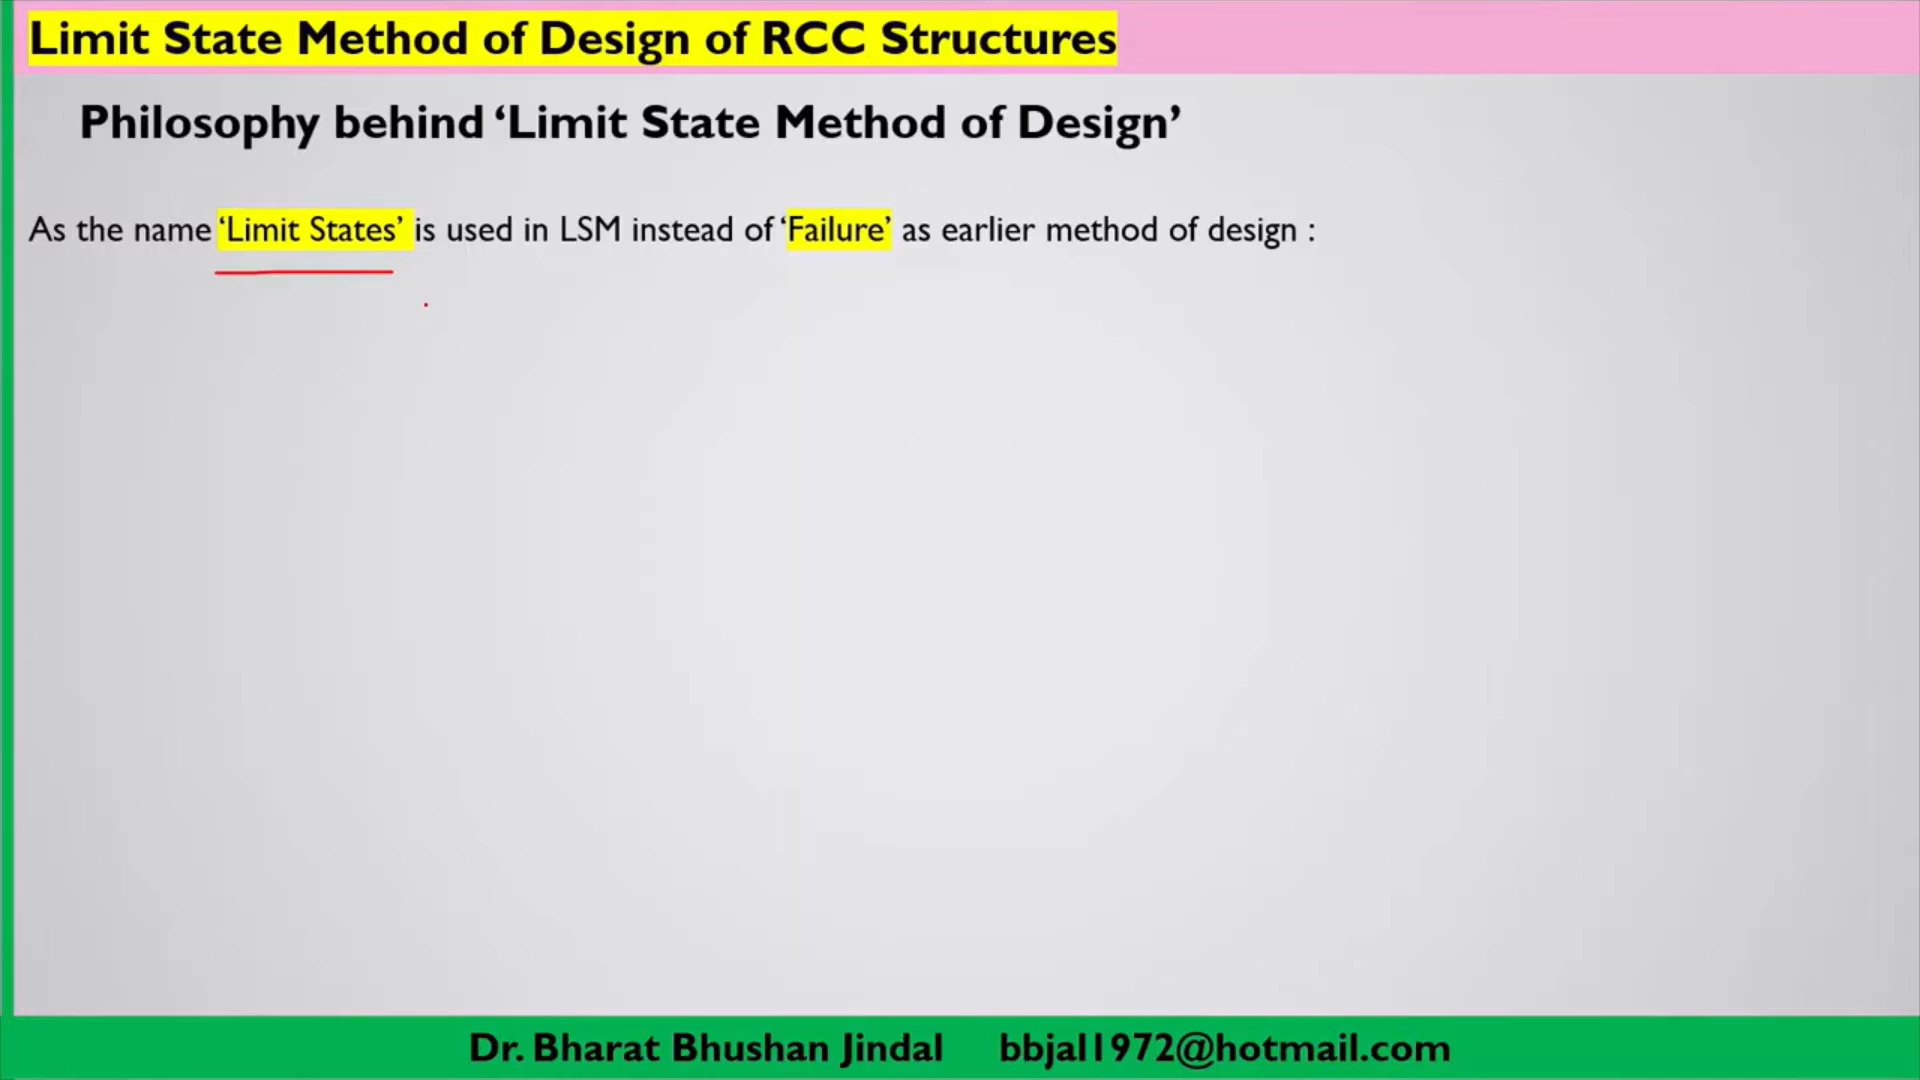 Limit State Method of Design of RCC Structures
Philosophy behind ‘Limit State Method of Design’
As the name ‘Limit States’ is used in LSM instead of ‘Failure’ as earlier method of design :
Dr. Bharat Bhushan Jindal bbjal1972@hotmail.com